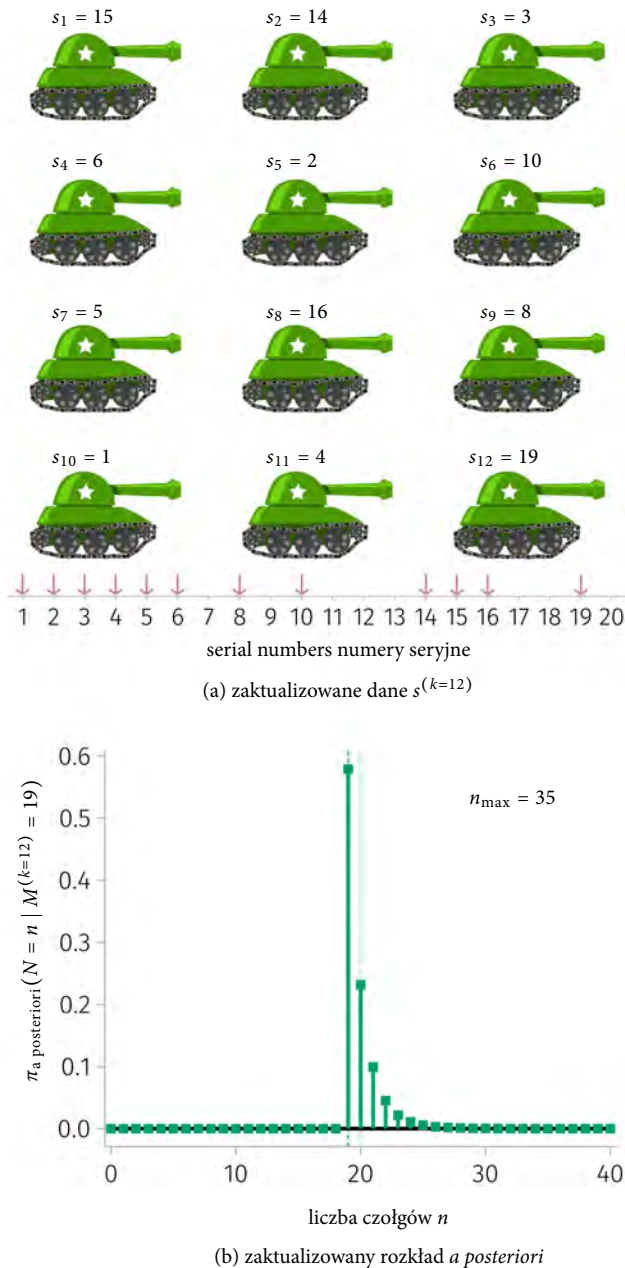 s₁ = 15 s₂ = 14 s₃ = 3
s₄ = 6 s₅ = 2 s₆ = 10
s₇ = 5 s₈ = 16 s₉ = 8
s₁₀ = 1 s₁₁ = 4 s₁₂ = 19
1 2 3 4 5 6 7 8 9 10 11 12 13 14 15 16 17 18 19 20
serial numbers numery seryjne
(a) zaktualizowane dane s^(k=12)
π_a posteriori(N = n | M^(k=12) = 19)
0.6
0.5
0.4
0.3
0.2
0.1
0.0
n_max = 35
0 10 20 30 40
liczba czołgów n
(b) zaktualizowany rozkład a posteriori